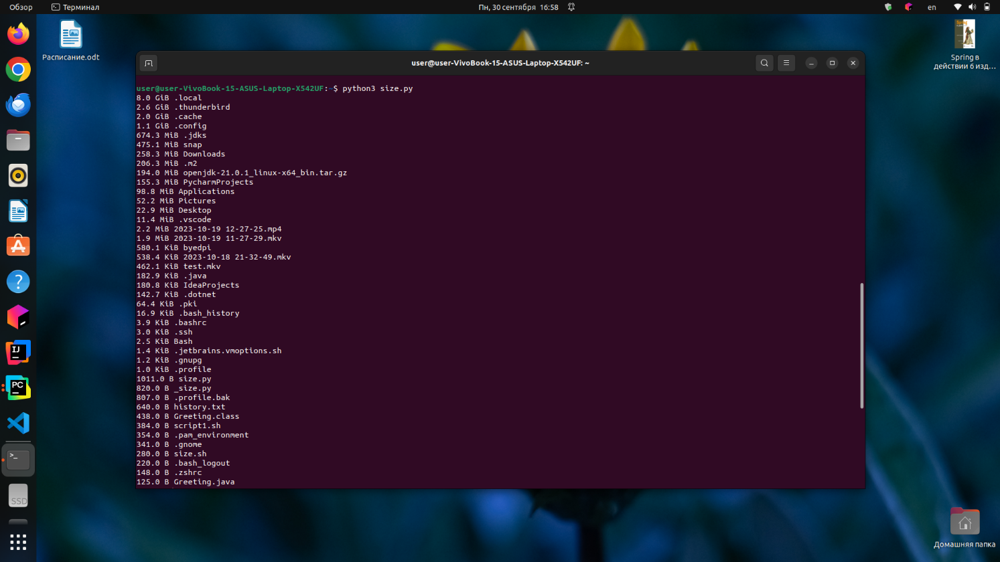 Обзор Терминал Пн, 30 сентября 16:58 en
Расписание.odt
Spring в
действии 6 изд...
user@user-VivoBook-15-ASUS-Laptop-X542UF: ~
user@user-VivoBook-15-ASUS-Laptop-X542UF:~$ python3 size.py
8.0 GiB .local
2.6 GiB .thunderbird
2.0 GiB .cache
1.1 GiB .config
674.3 MiB .jdks
475.1 MiB snap
258.3 MiB Downloads
206.3 MiB .m2
194.0 MiB openjdk-21.0.1_linux-x64_bin.tar.gz
155.3 MiB PycharmProjects
98.8 MiB Applications
52.2 MiB Pictures
22.9 MiB Desktop
11.4 MiB .vscode
2.2 MiB 2023-10-19 12-27-25.mp4
1.9 MiB 2023-10-19 11-27-29.mkv
580.1 KiB byedpi
538.4 KiB 2023-10-18 21-32-49.mkv
462.1 KiB test.mkv
182.9 KiB .java
180.8 KiB IdeaProjects
142.7 KiB .dotnet
64.4 KiB .pki
16.9 KiB .bash_history
3.9 KiB .bashrc
3.0 KiB .ssh
2.5 KiB Bash
1.4 KiB .jetbrains.vmoptions.sh
1.2 KiB .gnupg
1.0 KiB .profile
1011.0 B size.py
820.0 B _size.py
807.0 B .profile.bak
640.0 B history.txt
438.0 B Greeting.class
384.0 B script1.sh
354.0 B .pam_environment
341.0 B .gnome
280.0 B size.sh
220.0 B .bash_logout
148.0 B .zshrc
125.0 B Greeting.java
IJ
PC
>_
SSD
Домашняя папка